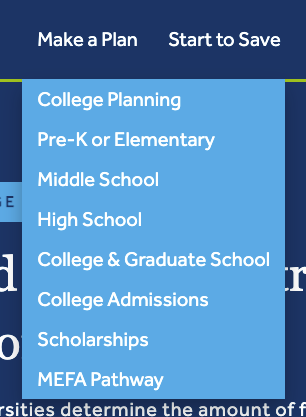 Make a Plan Start to Save
College Planning
Pre-K or Elementary
Middle School
GE
High School
College & Graduate School
College Admissions
Scholarships
MEFA Pathway
rsities determine the amount of f